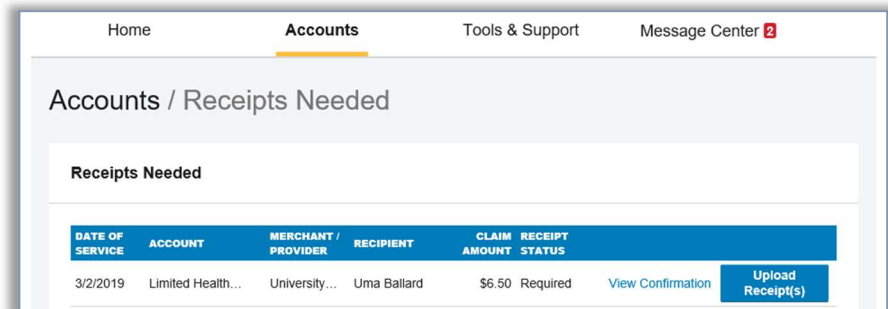 Home Accounts Tools & Support Message Center 2
Accounts / Receipts Needed
Receipts Needed
DATE OF SERVICE ACCOUNT MERCHANT / PROVIDER RECIPIENT CLAIM AMOUNT RECEIPT STATUS
3/2/2019 Limited Health... University... Uma Ballard $6.50 Required View Confirmation Upload Receipt(s)